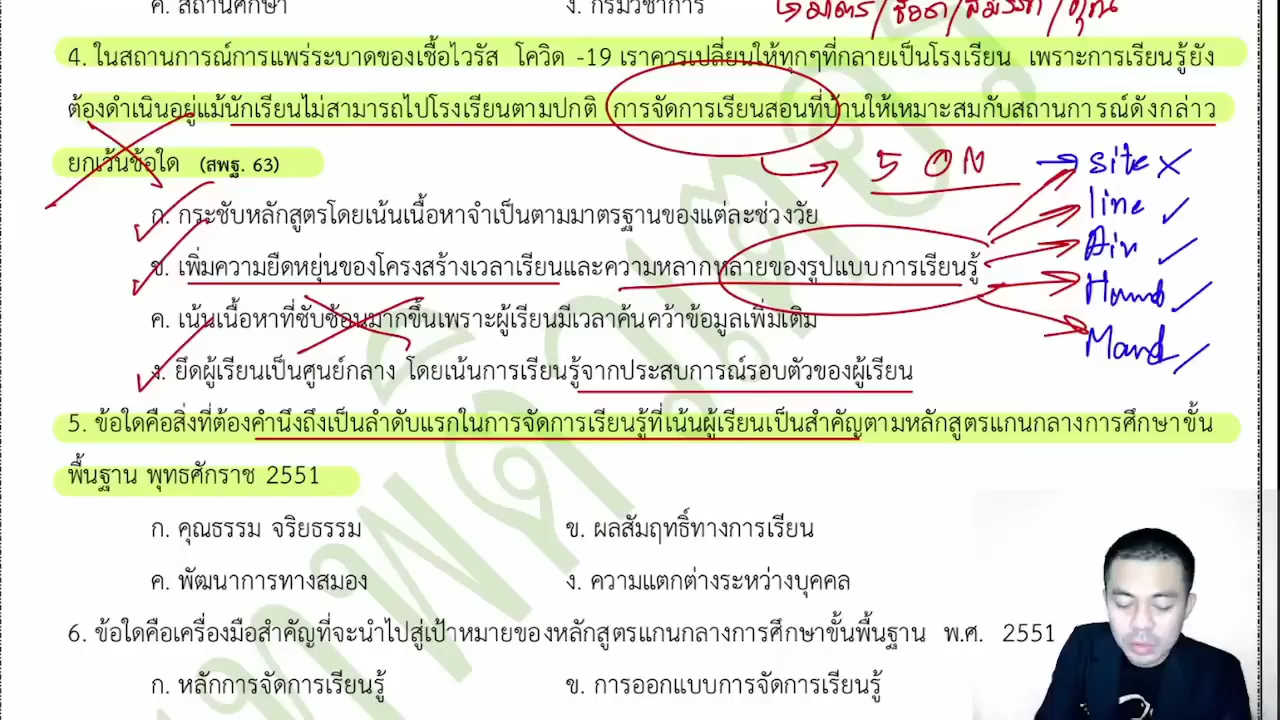 ค. สถานศึกษา ง. กรมวิชาการ
4. ในสถานการณ์การแพร่ระบาดของเชื้อไวรัส โควิด -19 เราควรเปลี่ยนให้ทุกๆที่กลายเป็นโรงเรียน เพราะการเรียนรู้ยัง
ต้องดำเนินอยู่แม้นักเรียนไม่สามารถไปโรงเรียนตามปกติ การจัดการเรียนสอนที่บ้านให้เหมาะสมกับสถานการณ์ดังกล่าว
ยกเว้นข้อใด (สพฐ. 63)
5 ON
site
line
Air
Hand
ก. กระชับหลักสูตรโดยเน้นเนื้อหาจำเป็นตามมาตรฐานของแต่ละช่วงวัย
ข. เพิ่มความยืดหยุ่นของโครงสร้างเวลาเรียนและความหลากหลายของรูปแบบการเรียนรู้
ค. เน้นเนื้อหาที่ซับซ้อนมากขึ้นเพราะผู้เรียนมีเวลาค้นคว้าข้อมูลเพิ่มเติม
ง. ยึดผู้เรียนเป็นศูนย์กลาง โดยเน้นการเรียนรู้จากประสบการณ์รอบตัวของผู้เรียน
5. ข้อใดคือสิ่งที่ต้องคำนึงถึงเป็นลำดับแรกในการจัดการเรียนรู้ที่เน้นผู้เรียนเป็นสำคัญตามหลักสูตรแกนกลางการศึกษาขั้น
พื้นฐาน พุทธศักราช 2551
ก. คุณธรรม จริยธรรม ข. ผลสัมฤทธิ์ทางการเรียน
ค. พัฒนาการทางสมอง ง. ความแตกต่างระหว่างบุคคล
6. ข้อใดคือเครื่องมือสำคัญที่จะนำไปสู่เป้าหมายของหลักสูตรแกนกลางการศึกษาขั้นพื้นฐาน พ.ศ. 2551
ก. หลักการจัดการเรียนรู้ ข. การออกแบบการจัดการเรียนรู้